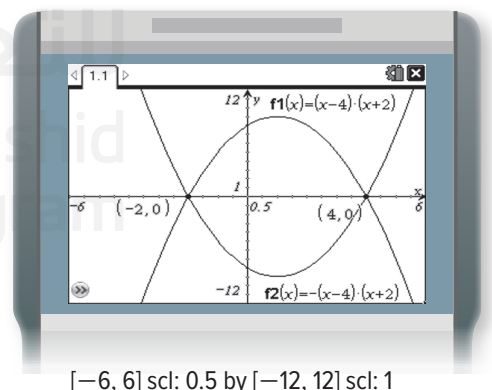 1.1
12 y f1(x)=(x−4)·(x+2)
1
x
−6 (−2, 0) 0.5 (4, 0) 6
−12 f2(x)=−(x−4)·(x+2)
[−6, 6] scl: 0.5 by [−12, 12] scl: 1